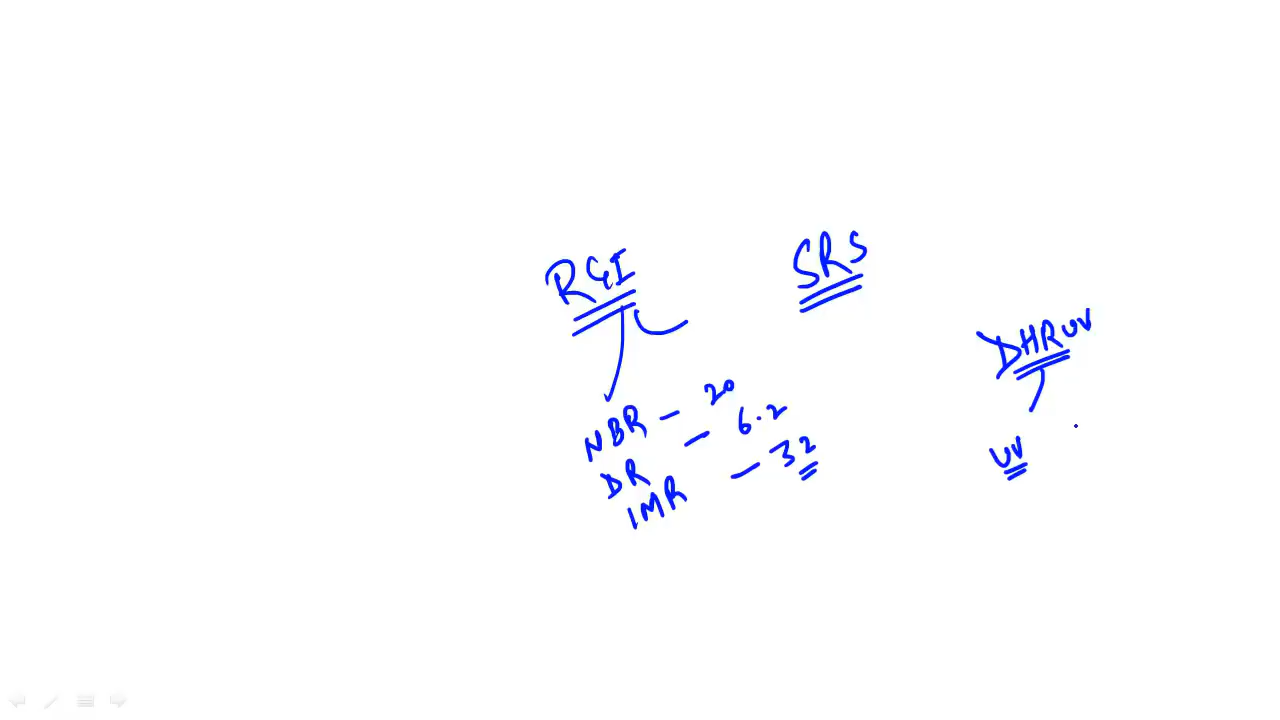 RGI
SRS
DHRUV
NBR - 20
DR - 6.2
IMR - 32
UV